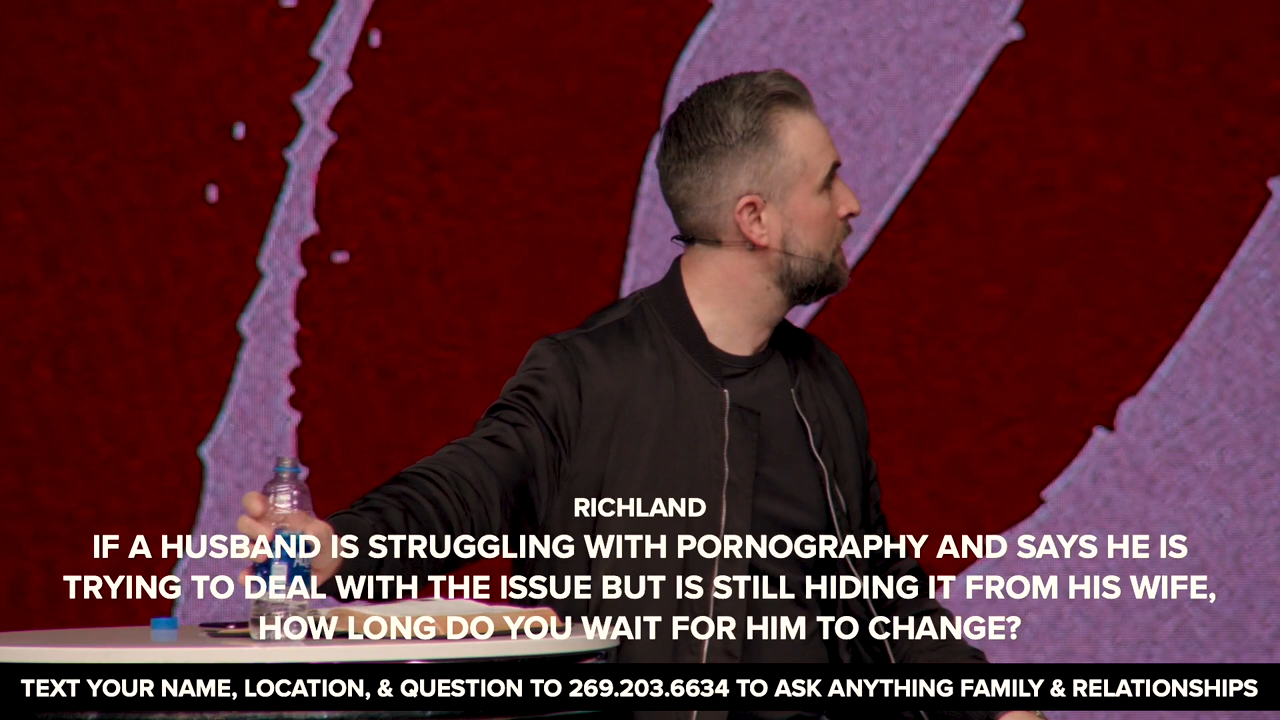 RICHLAND
IF A HUSBAND IS STRUGGLING WITH PORNOGRAPHY AND SAYS HE IS
TRYING TO DEAL WITH THE ISSUE BUT IS STILL HIDING IT FROM HIS WIFE,
HOW LONG DO YOU WAIT FOR HIM TO CHANGE?
TEXT YOUR NAME, LOCATION, & QUESTION TO 269.203.6634 TO ASK ANYTHING FAMILY & RELATIONSHIPS